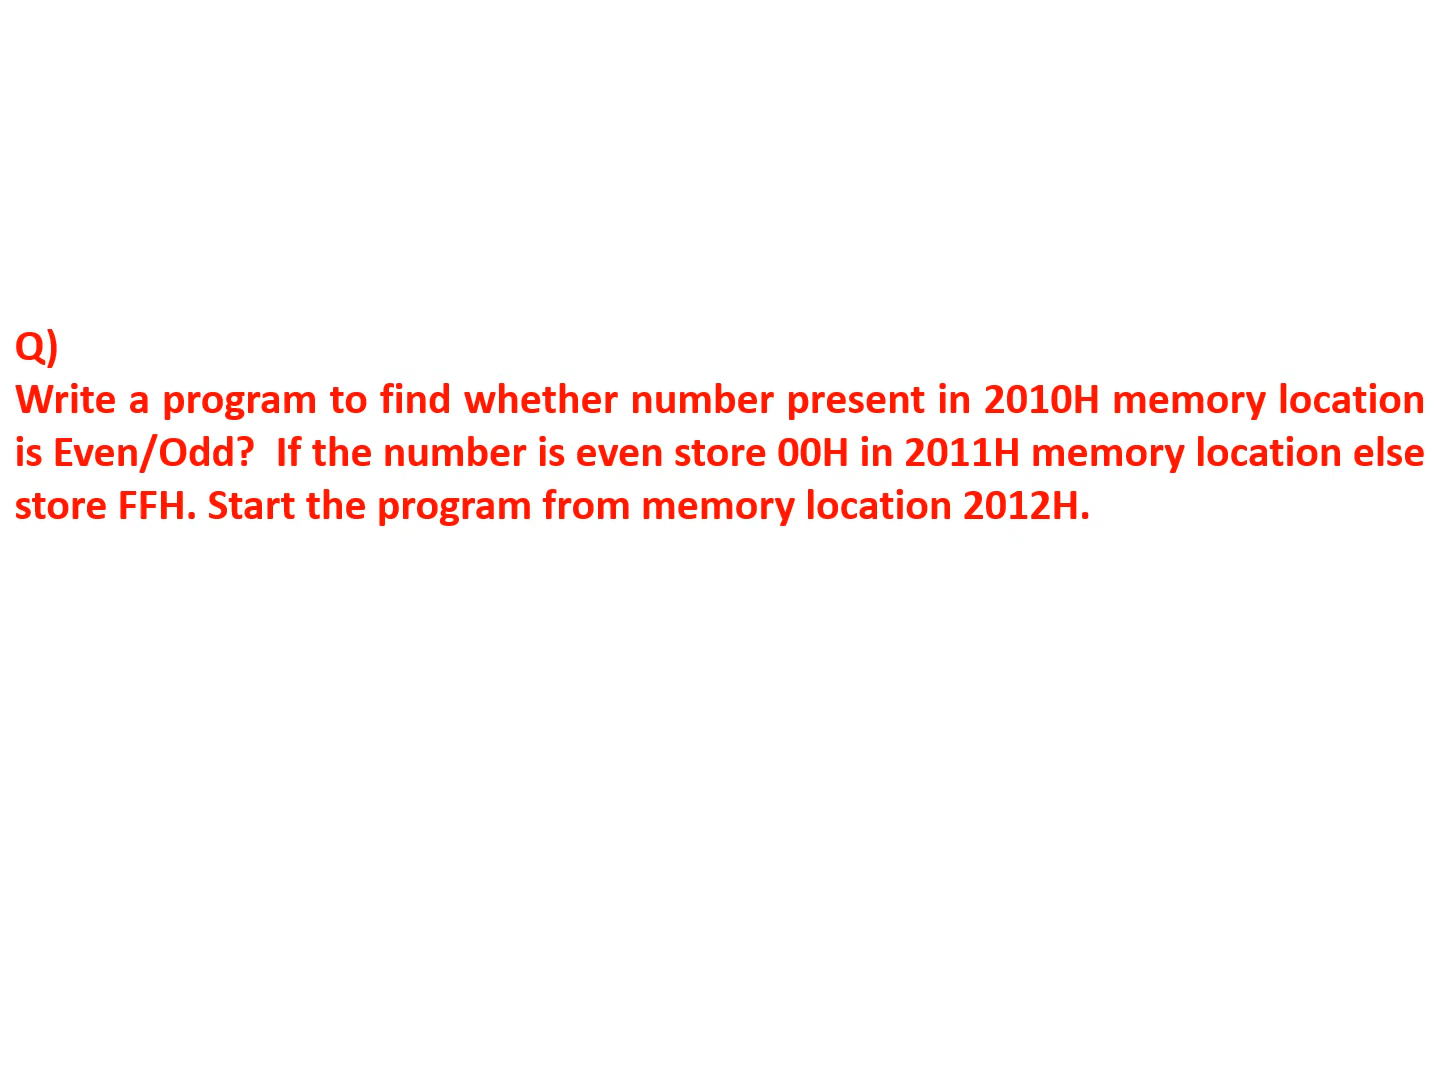 Q)
Write a program to find whether number present in 2010H memory location
is Even/Odd?  If the number is even store 00H in 2011H memory location else
store FFH. Start the program from memory location 2012H.